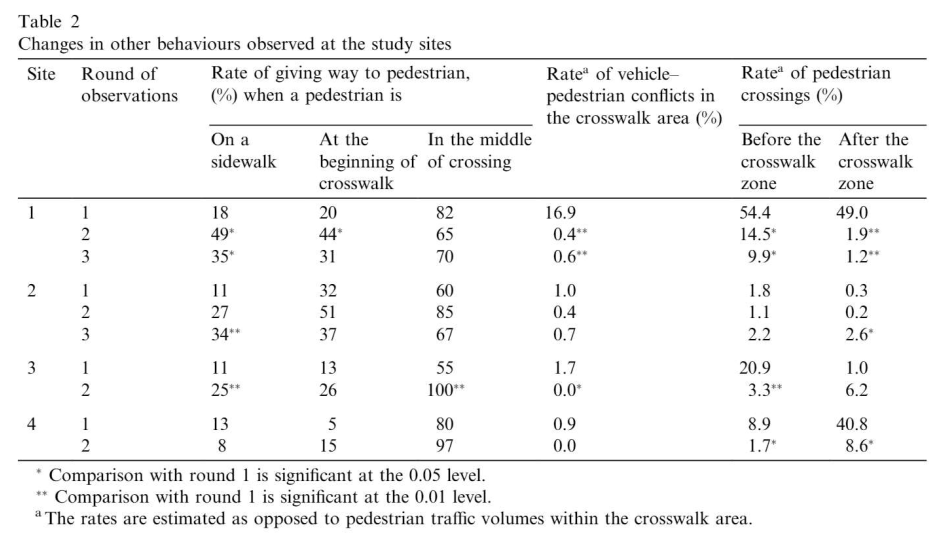 Table 2
Changes in other behaviours observed at the study sites
Site Round of observations Rate of giving way to pedestrian, (%) when a pedestrian is Rateᵃ of vehicle–pedestrian conflicts in the crosswalk area (%) Rateᵃ of pedestrian crossings (%)
On a sidewalk At the beginning of crosswalk In the middle of crossing Before the crosswalk zone After the crosswalk zone
1 1 18 20 82 16.9 54.4 49.0
2 49* 44* 65 0.4** 14.5* 1.9**
3 35* 31 70 0.6** 9.9* 1.2**
2 1 11 32 60 1.0 1.8 0.3
2 27 51 85 0.4 1.1 0.2
3 34** 37 67 0.7 2.2 2.6*
3 1 11 13 55 1.7 20.9 1.0
2 25** 26 100** 0.0* 3.3** 6.2
4 1 13 5 80 0.9 8.9 40.8
2 8 15 97 0.0 1.7* 8.6*
* Comparison with round 1 is significant at the 0.05 level.
** Comparison with round 1 is significant at the 0.01 level.
ᵃ The rates are estimated as opposed to pedestrian traffic volumes within the crosswalk area.